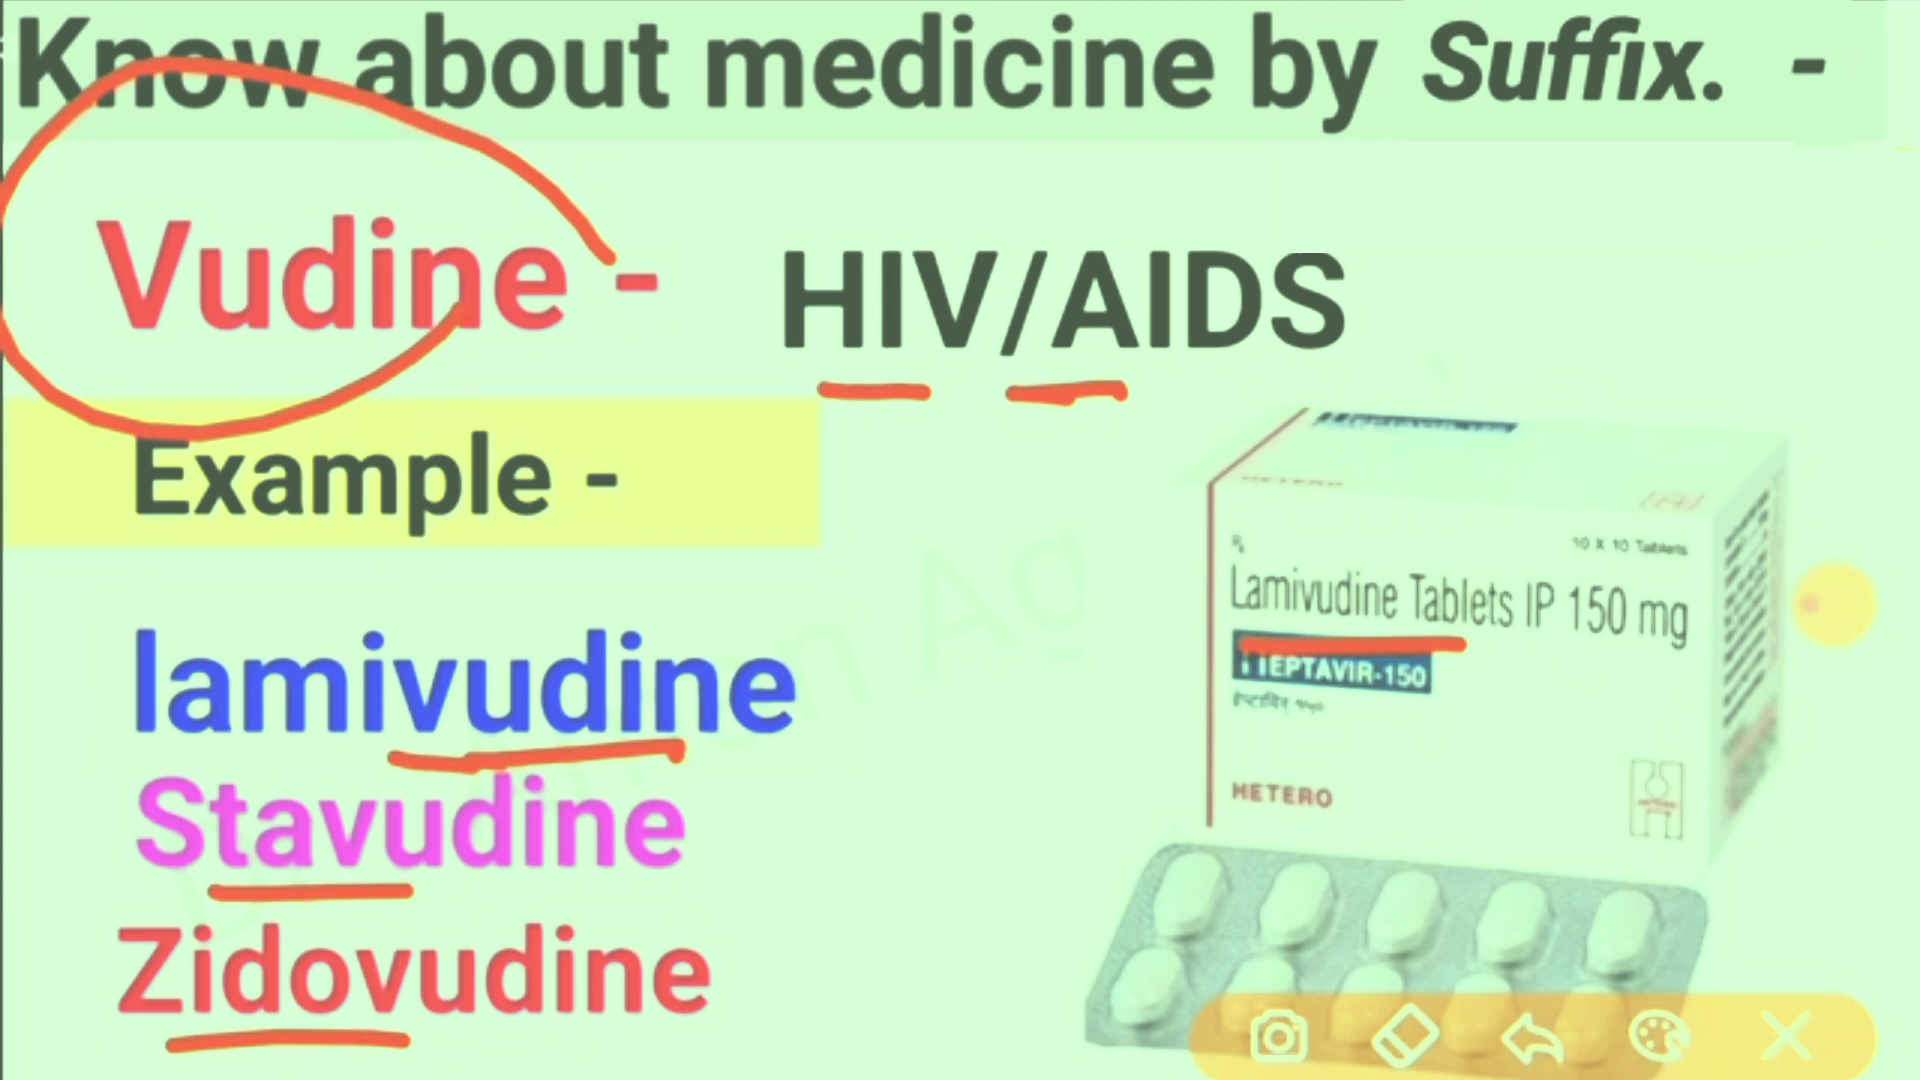 Know about medicine by Suffix. -
Vudine -
HIV/AIDS
Example -
HETERO
10 X 10 Tablets
Lamivudine Tablets IP 150 mg
HEPTAVIR-150
HETERO
lamivudine
Stavudine
Zidovudine